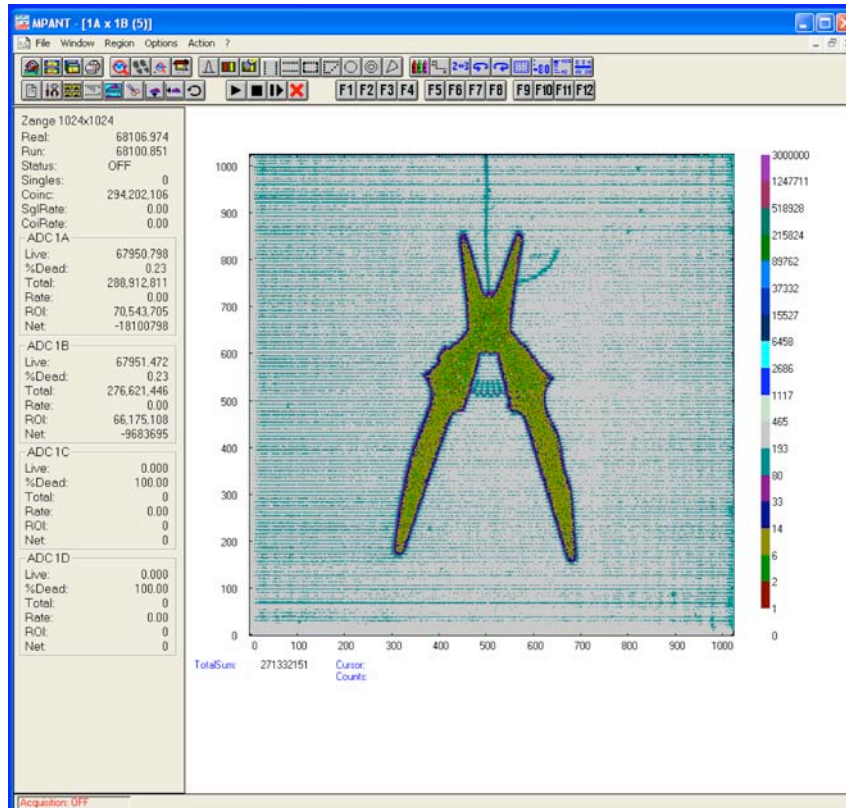 MPANT - [1A x 1B (5)]
File Window Region Options Action ?
F1 F2 F3 F4 F5 F6 F7 F8 F9 F10 F11 F12
Zange 1024x1024
Real: 68106.974
Run: 68100.851
Status: OFF
Singles: 0
Coinc: 294,202,106
SglRate: 0.00
CoiRate: 0.00
ADC1A
Live: 67950.798
%Dead: 0.23
Total: 288,912,811
Rate: 0.00
ROI: 70,543,705
Net: -18100798
ADC1B
Live: 67951.472
%Dead: 0.23
Total: 276,621,446
Rate: 0.00
ROI: 66,175,108
Net: -9683695
ADC1C
Live: 0.000
%Dead: 100.00
Total: 0
Rate: 0.00
ROI: 0
Net: 0
ADC1D
Live: 0.000
%Dead: 100.00
Total: 0
Rate: 0.00
ROI: 0
Net: 0
1000
900
800
700
600
500
400
300
200
100
0
0 100 200 300 400 500 600 700 800 900 1000
3000000
1247711
518928
215824
89762
37332
15527
6458
2686
1117
465
193
80
33
14
6
2
1
0
TotalSum: 271332151 Cursor:
Counts:
Acquisition: OFF